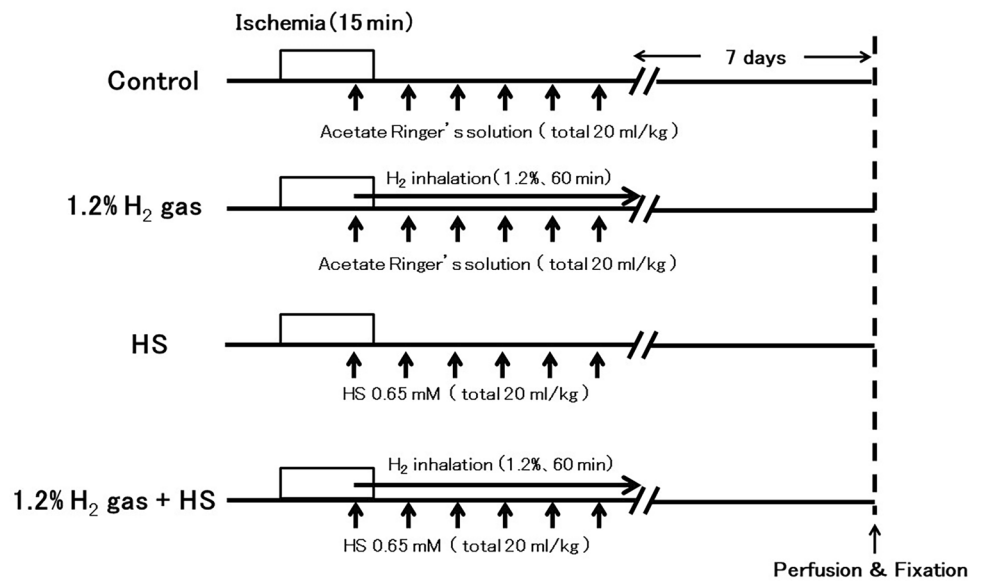 Ischemia (15 min)
7 days
Control
Acetate Ringer's solution ( total 20 ml/kg )
H₂ inhalation (1.2%、60 min)
1.2% H₂ gas
Acetate Ringer's solution ( total 20 ml/kg )
HS
HS 0.65 mM ( total 20 ml/kg )
H₂ inhalation (1.2%、60 min)
1.2% H₂ gas + HS
HS 0.65 mM ( total 20 ml/kg )
Perfusion & Fixation